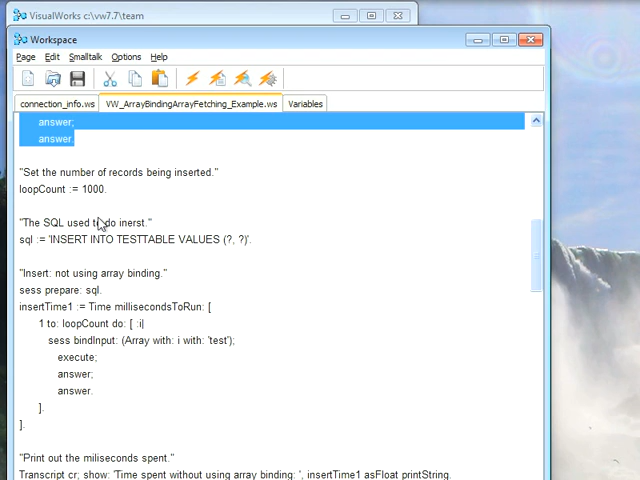 VisualWorks c:\vw7.7\team
Workspace
Page Edit Smalltalk Options Help
connection_info.ws VW_ArrayBindingArrayFetching_Example.ws Variables
answer;
answer.
"Set the number of records being inserted."
loopCount := 1000.
"The SQL used to do inerst."
sql := 'INSERT INTO TESTTABLE VALUES (?, ?)'.
"Insert: not using array binding."
sess prepare: sql.
insertTime1 := Time millisecondsToRun: [
1 to: loopCount do: [ :i|
sess bindInput: (Array with: i with: 'test');
execute;
answer;
answer.
].
].
"Print out the miliseconds spent."
Transcript cr; show: 'Time spent without using array binding: ', insertTime1 asFloat printString.